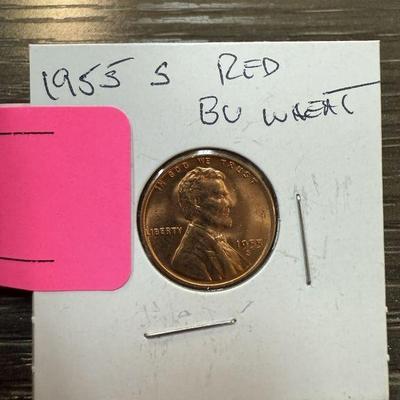 1955 S RED
BU WHEAT
IN GOD WE TRUST
LIBERTY
1955
S